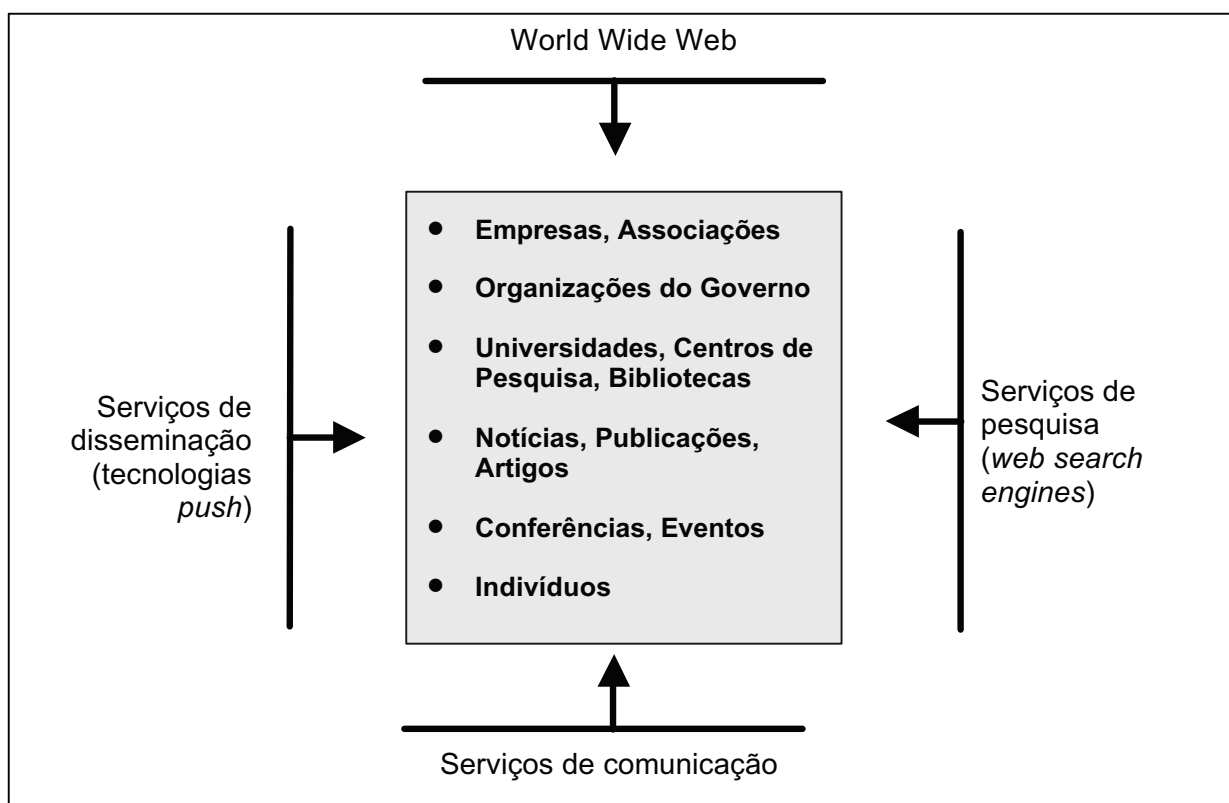 World Wide Web
● Empresas, Associações
● Organizações do Governo
● Universidades, Centros de
Pesquisa, Bibliotecas
● Notícias, Publicações,
Artigos
● Conferências, Eventos
● Indivíduos
Serviços de
disseminação
(tecnologias
push)
Serviços de
pesquisa
(web search
engines)
Serviços de comunicação